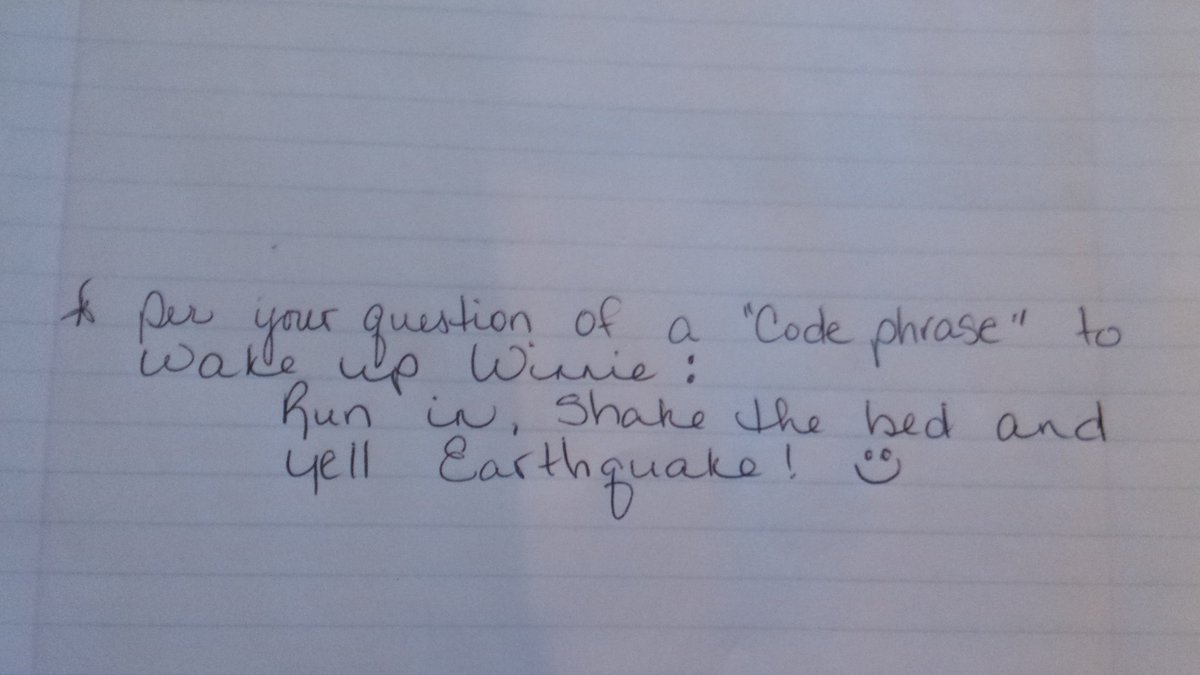 * Per your question of a "Code phrase" to
wake up Winnie:
Run in, Shake the bed and
yell Earthquake! ☺